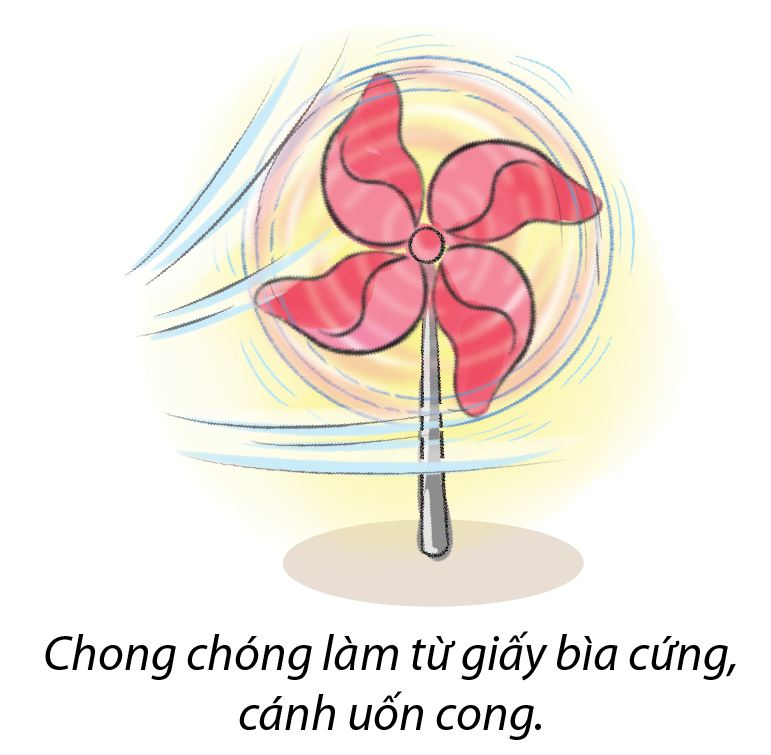 Chong chóng làm từ giấy bìa cứng,
cánh uốn cong.